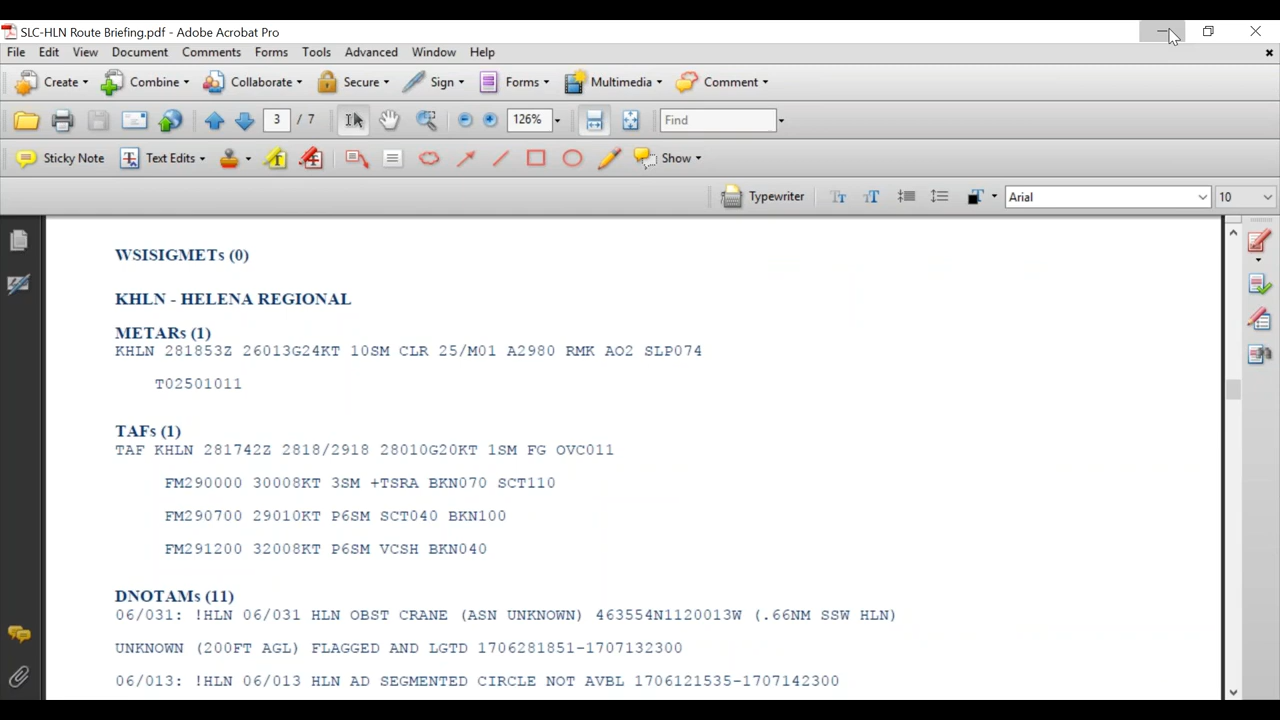 SLC-HLN Route Briefing.pdf - Adobe Acrobat Pro
File Edit View Document Comments Forms Tools Advanced Window Help
Create Combine Collaborate Secure Sign Forms Multimedia Comment
3 / 7 126% Find
Sticky Note Text Edits Show
Typewriter Arial 10
WSISIGMETs (0)
KHLN - HELENA REGIONAL
METARs (1)
KHLN 281853Z 26013G24KT 10SM CLR 25/M01 A2980 RMK AO2 SLP074
T02501011
TAFs (1)
TAF KHLN 281742Z 2818/2918 28010G20KT 1SM FG OVC011
FM290000 30008KT 3SM +TSRA BKN070 SCT110
FM290700 29010KT P6SM SCT040 BKN100
FM291200 32008KT P6SM VCSH BKN040
DNOTAMs (11)
06/031: !HLN 06/031 HLN OBST CRANE (ASN UNKNOWN) 463554N1120013W (.66NM SSW HLN)
UNKNOWN (200FT AGL) FLAGGED AND LGTD 1706281851-1707132300
06/013: !HLN 06/013 HLN AD SEGMENTED CIRCLE NOT AVBL 1706121535-1707142300